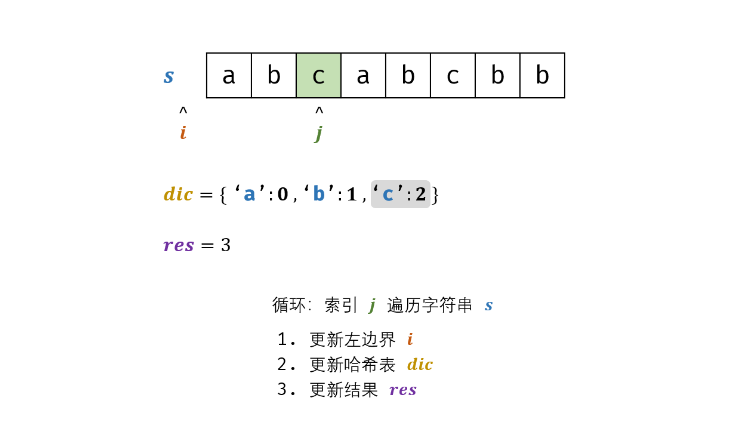 s a b c a b c b b
^ ^
i j
dic = { ‘a’:0 , ‘b’:1 , ‘c’:2 }
res = 3
循环：索引 j 遍历字符串 s
1. 更新左边界 i
2. 更新哈希表 dic
3. 更新结果 res